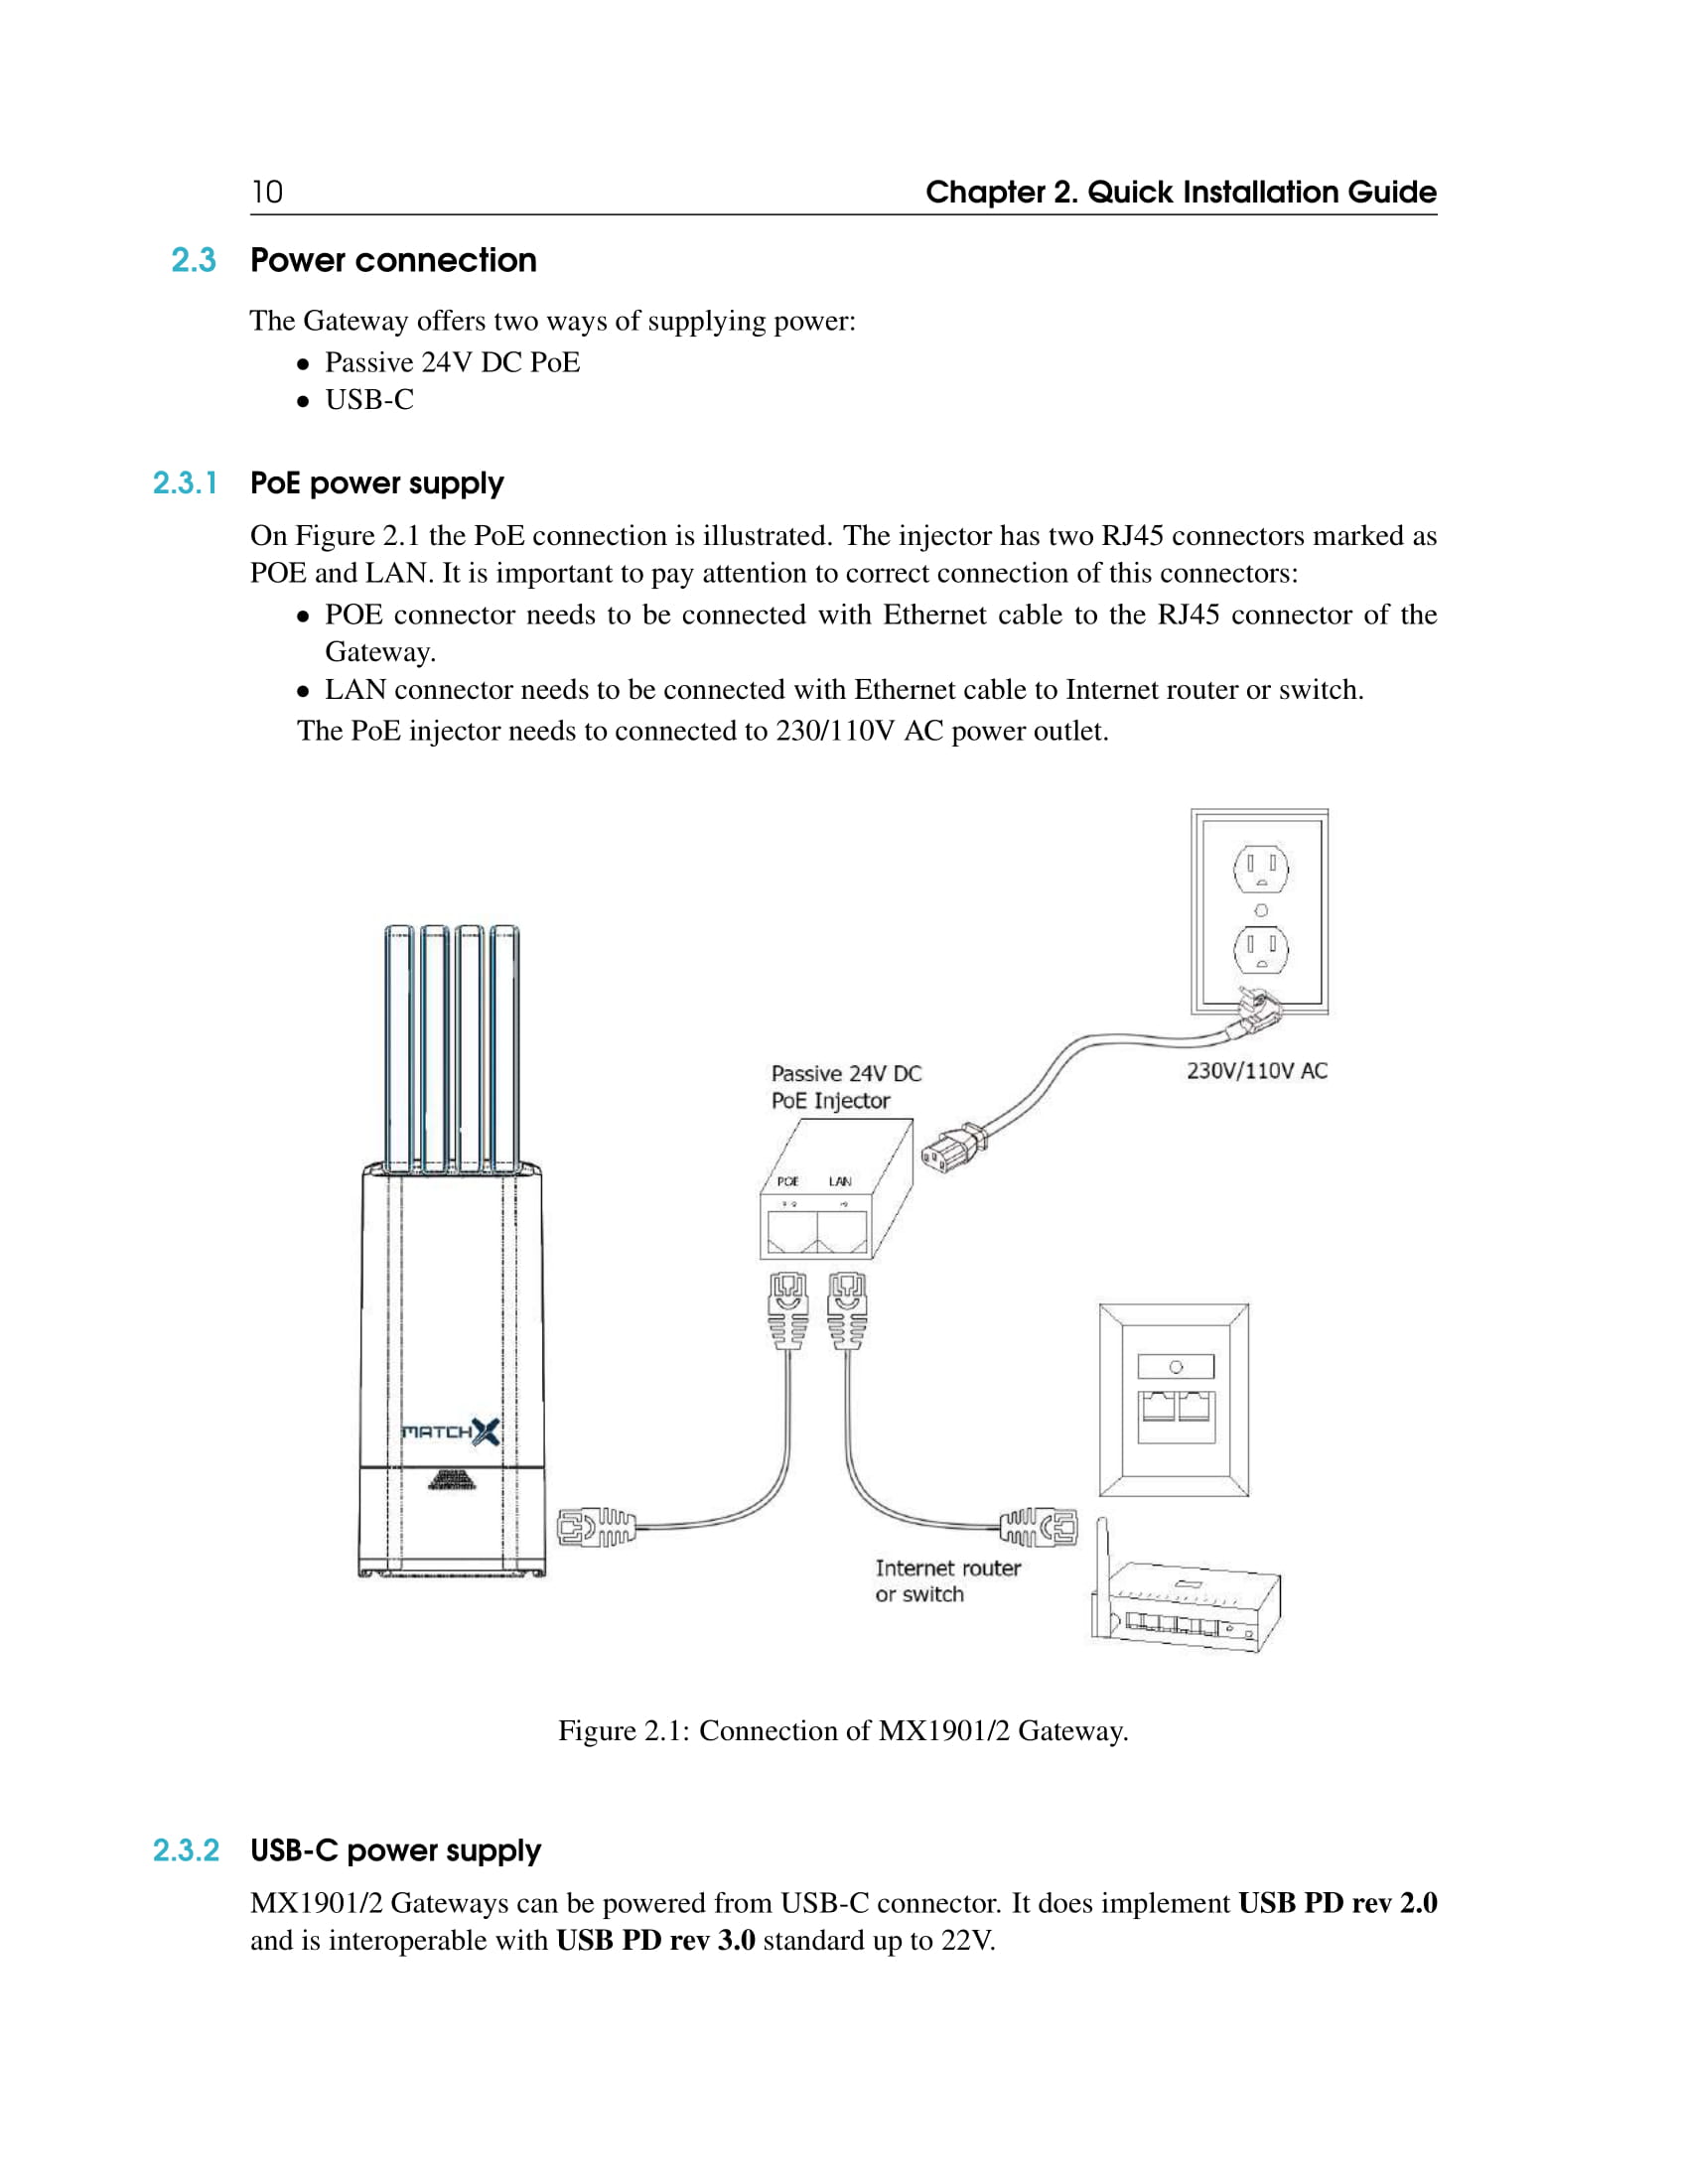 10
Chapter 2. Quick Installation Guide
2.3 Power connection
The Gateway offers two ways of supplying power:
• Passive 24V DC PoE
• USB-C
2.3.1 PoE power supply
On Figure 2.1 the PoE connection is illustrated. The injector has two RJ45 connectors marked as
POE and LAN. It is important to pay attention to correct connection of this connectors:
• POE connector needs to be connected with Ethernet cable to the RJ45 connector of the
Gateway.
• LAN connector needs to be connected with Ethernet cable to Internet router or switch.
The PoE injector needs to connected to 230/110V AC power outlet.
230V/110V AC
Passive 24V DC
PoE Injector
POE LAN
MATCHX
Internet router
or switch
Figure 2.1: Connection of MX1901/2 Gateway.
2.3.2 USB-C power supply
MX1901/2 Gateways can be powered from USB-C connector. It does implement USB PD rev 2.0
and is interoperable with USB PD rev 3.0 standard up to 22V.